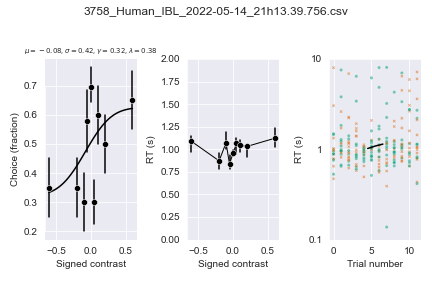 3758_Human_IBL_2022-05-14_21h13.39.756.csv
μ = −0.08, σ = 0.42, γ = 0.32, λ = 0.38
Choice (fraction)
0.7
0.6
0.5
0.4
0.3
0.2
−0.5 0.0 0.5
Signed contrast
RT (s)
2.00
1.75
1.50
1.25
1.00
0.75
0.50
0.25
0.00
−0.5 0.0 0.5
Signed contrast
RT (s)
10
1
0.1
0 5 10
Trial number